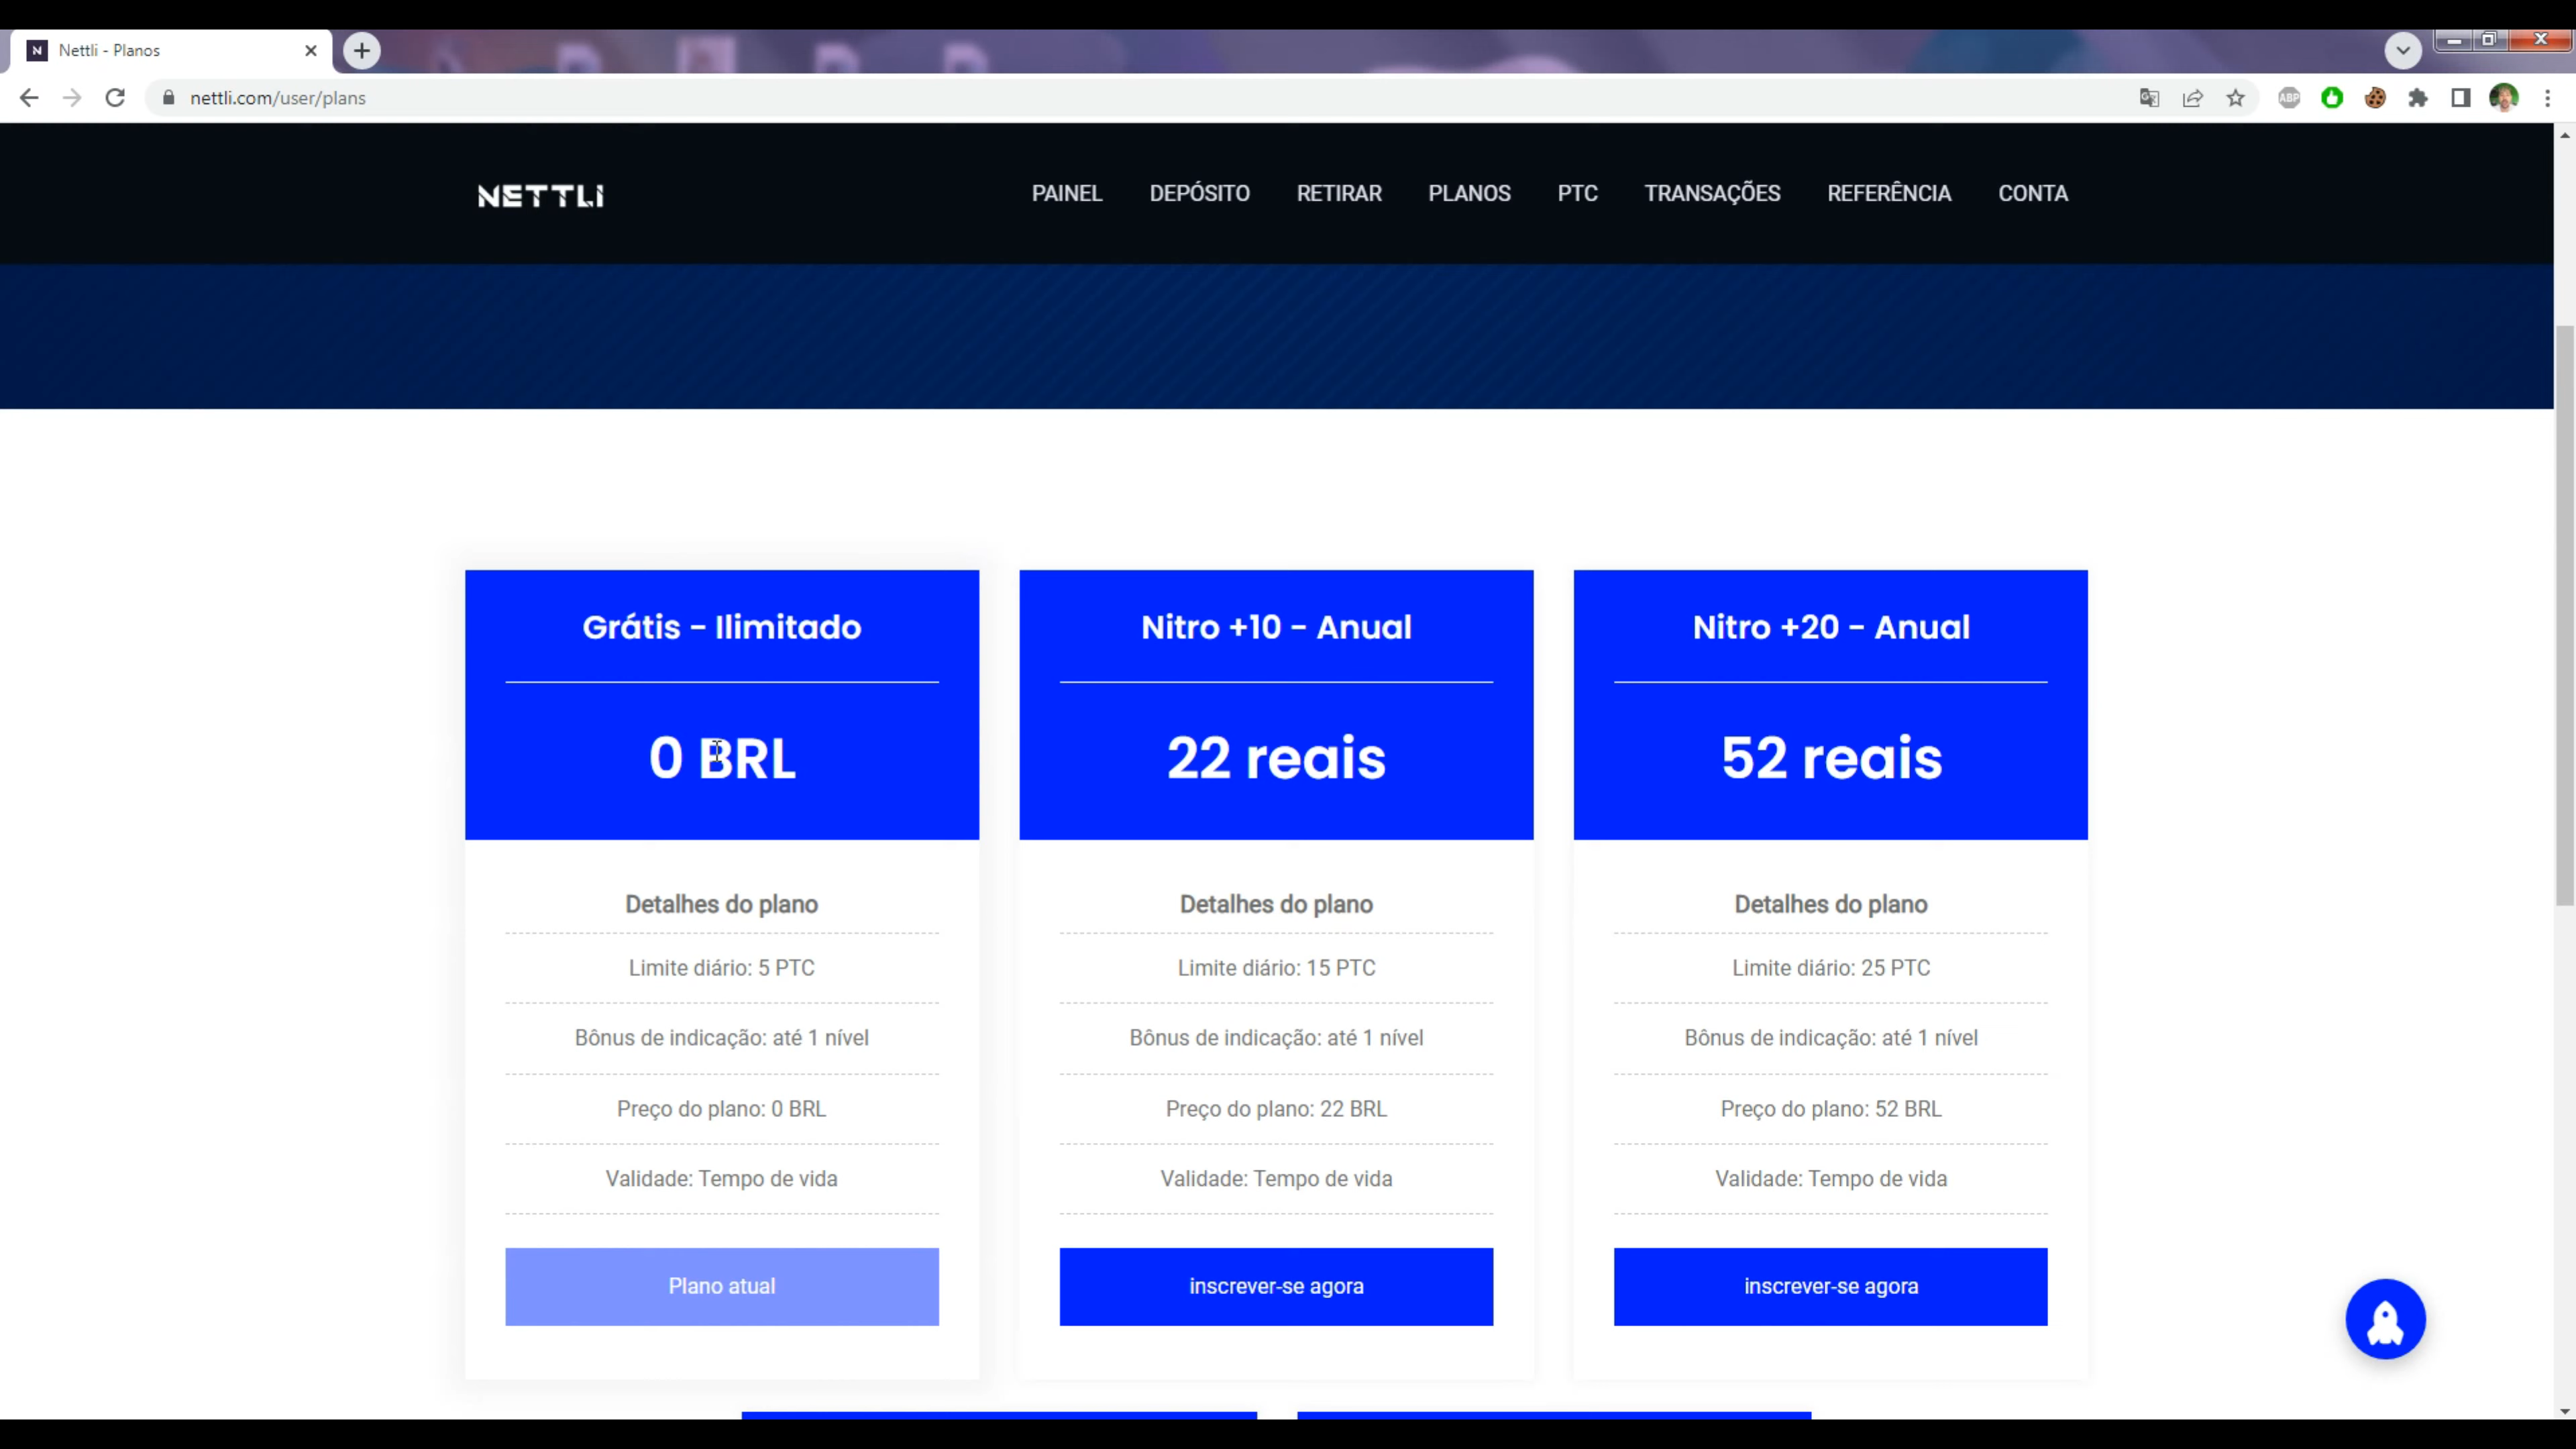 Nettli - Planos
nettli.com/user/plans
ABP
NETTLI
PAINEL DEPÓSITO RETIRAR PLANOS PTC TRANSAÇÕES REFERÊNCIA CONTA
Grátis - Ilimitado
0 BRL
Detalhes do plano
Limite diário: 5 PTC
Bônus de indicação: até 1 nível
Preço do plano: 0 BRL
Validade: Tempo de vida
Plano atual
Nitro +10 - Anual
22 reais
Detalhes do plano
Limite diário: 15 PTC
Bônus de indicação: até 1 nível
Preço do plano: 22 BRL
Validade: Tempo de vida
inscrever-se agora
Nitro +20 - Anual
52 reais
Detalhes do plano
Limite diário: 25 PTC
Bônus de indicação: até 1 nível
Preço do plano: 52 BRL
Validade: Tempo de vida
inscrever-se agora